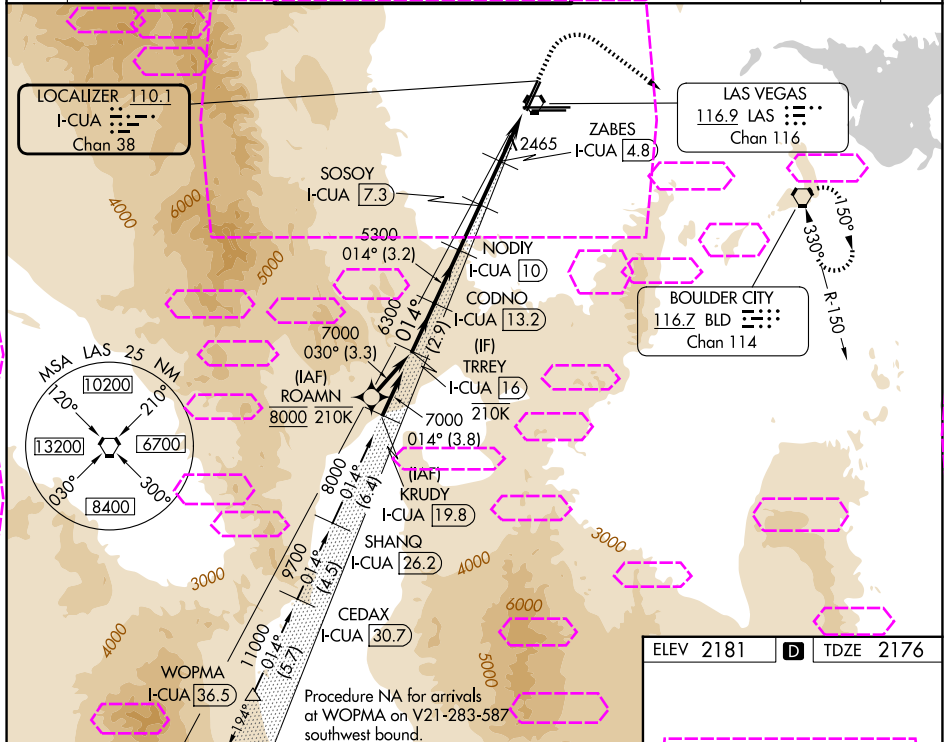 LOCALIZER 110.1
I-CUA
Chan 38
LAS VEGAS
116.9 LAS
Chan 116
2465
ZABES
I-CUA 4.8
SOSOY
I-CUA 7.3
4000
6000
5000
5300
014° (3.2)
NODIY
I-CUA 10
150°
330°
R-150
6300
014°
CODNO
I-CUA 13.2
BOULDER CITY
116.7 BLD
Chan 114
7000
030° (3.3)
(2.9)
(IF)
TRREY
I-CUA 16
210K
(IAF)
ROAMN
8000 210K
MSA LAS 25 NM
120°
10200
210°
13200
6700
030°
300°
8400
7000
014° (3.8)
(IAF)
KRUDY
I-CUA 19.8
8000
014°
(6.4)
SHANQ
I-CUA 26.2
4000
3000
9700
014°
(4.5)
3000
CEDAX
I-CUA 30.7
6000
5000
4000
11000
014°
(5.7)
WOPMA
I-CUA 36.5
194°
Procedure NA for arrivals
at WOPMA on V21-283-587
southwest bound.
ELEV 2181 D TDZE 2176